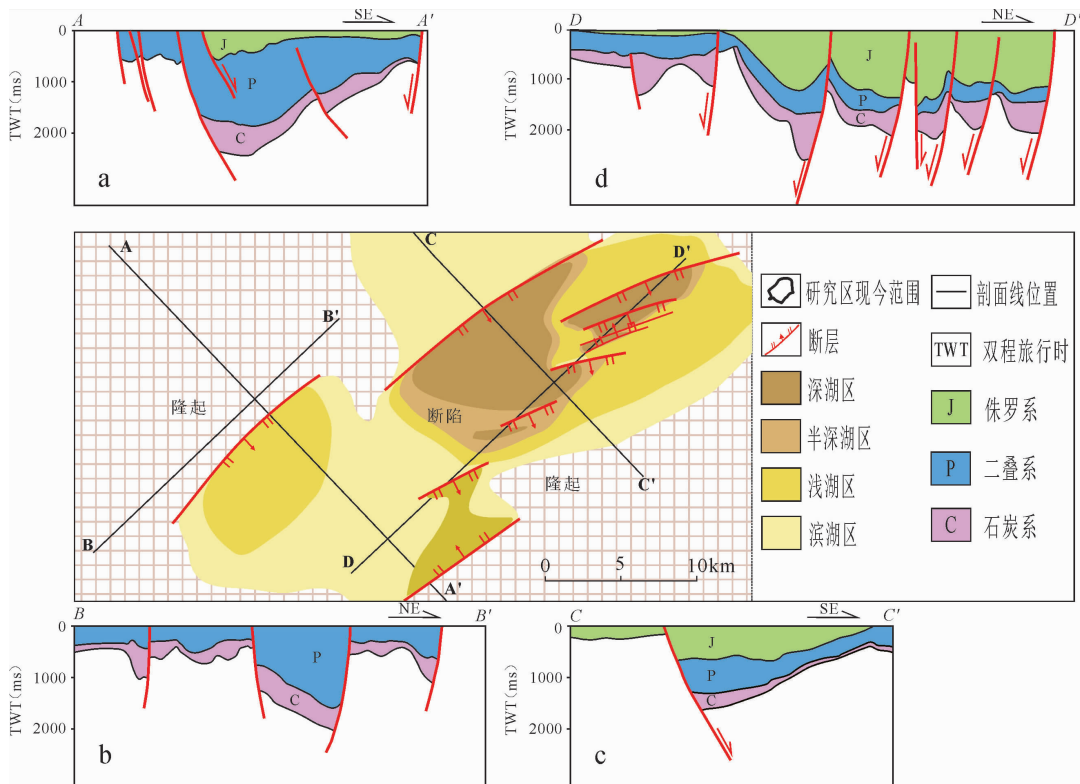 A SE A'
0
1000
2000
TWT(ms)
J
P
C
a
D NE D'
0
1000
2000
TWT(ms)
J
P
C
d
A
B'
C
D'
隆起
断陷
隆起
B
D
C'
A'
0 5 10km
研究区现今范围
断层
深湖区
半深湖区
浅湖区
滨湖区
剖面线位置
TWT 双程旅行时
J 侏罗系
P 二叠系
C 石炭系
B NE B'
0
1000
2000
TWT(ms)
P
C
b
C SE C'
0
1000
2000
TWT(ms)
J
P
C
c